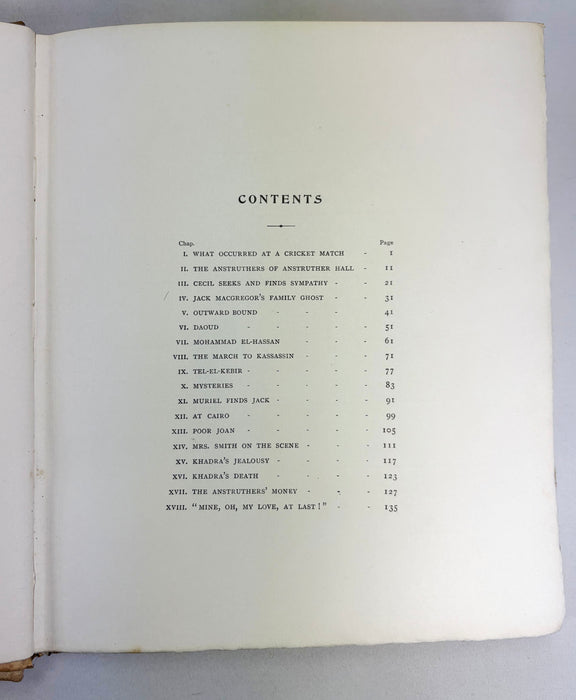 CONTENTS
Chap. Page
I. WHAT OCCURRED AT A CRICKET MATCH - 1
II. THE ANSTRUTHERS OF ANSTRUTHER HALL - 11
III. CECIL SEEKS AND FINDS SYMPATHY - - 21
IV. JACK MACGREGOR'S FAMILY GHOST - - 31
V. OUTWARD BOUND - - - - 41
VI. DAOUD - - - - - 51
VII. MOHAMMAD EL-HASSAN - - - 61
VIII. THE MARCH TO KASSASSIN - - - 71
IX. TEL-EL-KEBIR - - - - - 77
X. MYSTERIES - - - - - 83
XI. MURIEL FINDS JACK - - - - 91
XII. AT CAIRO - - - - - 99
XIII. POOR JOAN - - - - - 105
XIV. MRS. SMITH ON THE SCENE - - - 111
XV. KHADRA'S JEALOUSY - - - - 117
XVI. KHADRA'S DEATH - - - - 123
XVII. THE ANSTRUTHERS' MONEY - - - 127
XVIII. "MINE, OH, MY LOVE, AT LAST!" - - 135